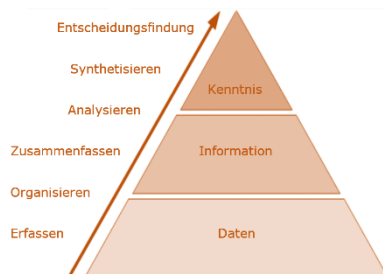 Entscheidungsfindung
Synthetisieren
Kenntnis
Analysieren
Zusammenfassen
Information
Organisieren
Erfassen
Daten